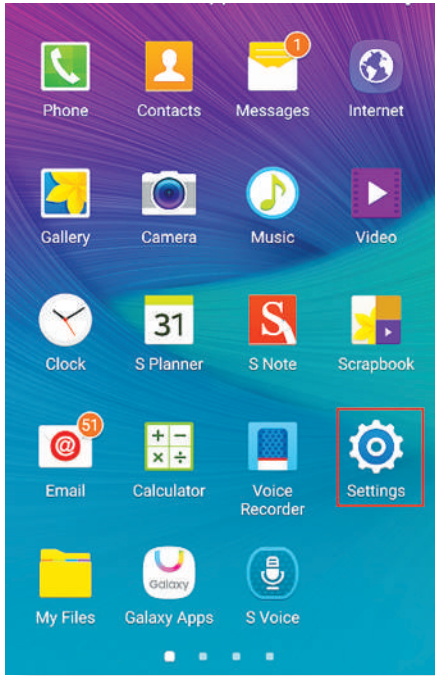 1
Phone Contacts Messages Internet
Gallery Camera Music Video
31
S
Clock S Planner S Note Scrapbook
51
@
+ −
× ÷
Email Calculator Voice Recorder Settings
Galaxy
My Files Galaxy Apps S Voice